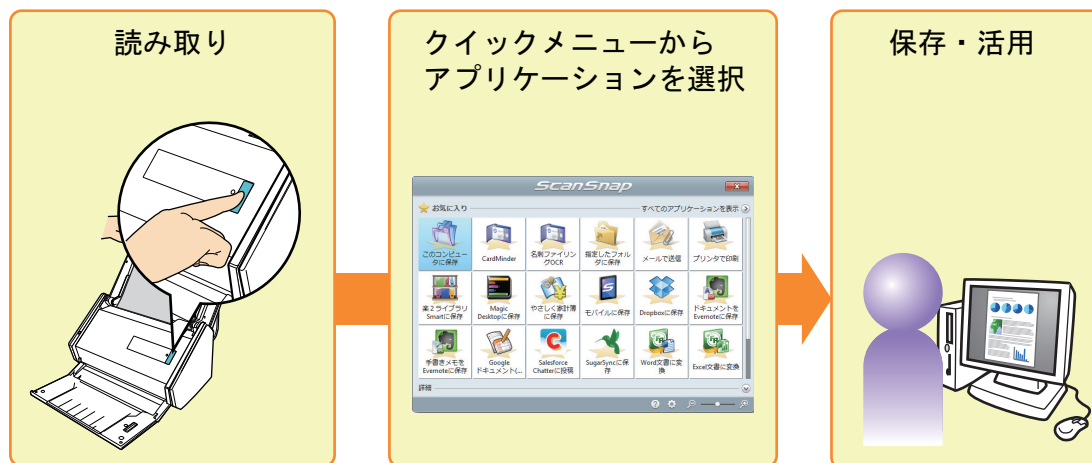 読み取り
クイックメニューから
アプリケーションを選択
保存・活用
ScanSnap
お気に入り
すべてのアプリケーションを表示
このコンピュー
タに保存
CardMinder
名刺ファイリン
グOCR
指定したフォル
ダに保存
メールで送信
プリンタで印刷
楽2ライブラリ
Smartに保存
Magic
Desktopに保存
やさしく家計簿
に保存
モバイルに保存
Dropboxに保存
ドキュメントを
Evernoteに保存
手書きメモを
Evernoteに保存
Google
ドキュメント(...
Salesforce
Chatterに投稿
SugarSyncに保
存
Word文書に変
換
Excel文書に変換
詳細